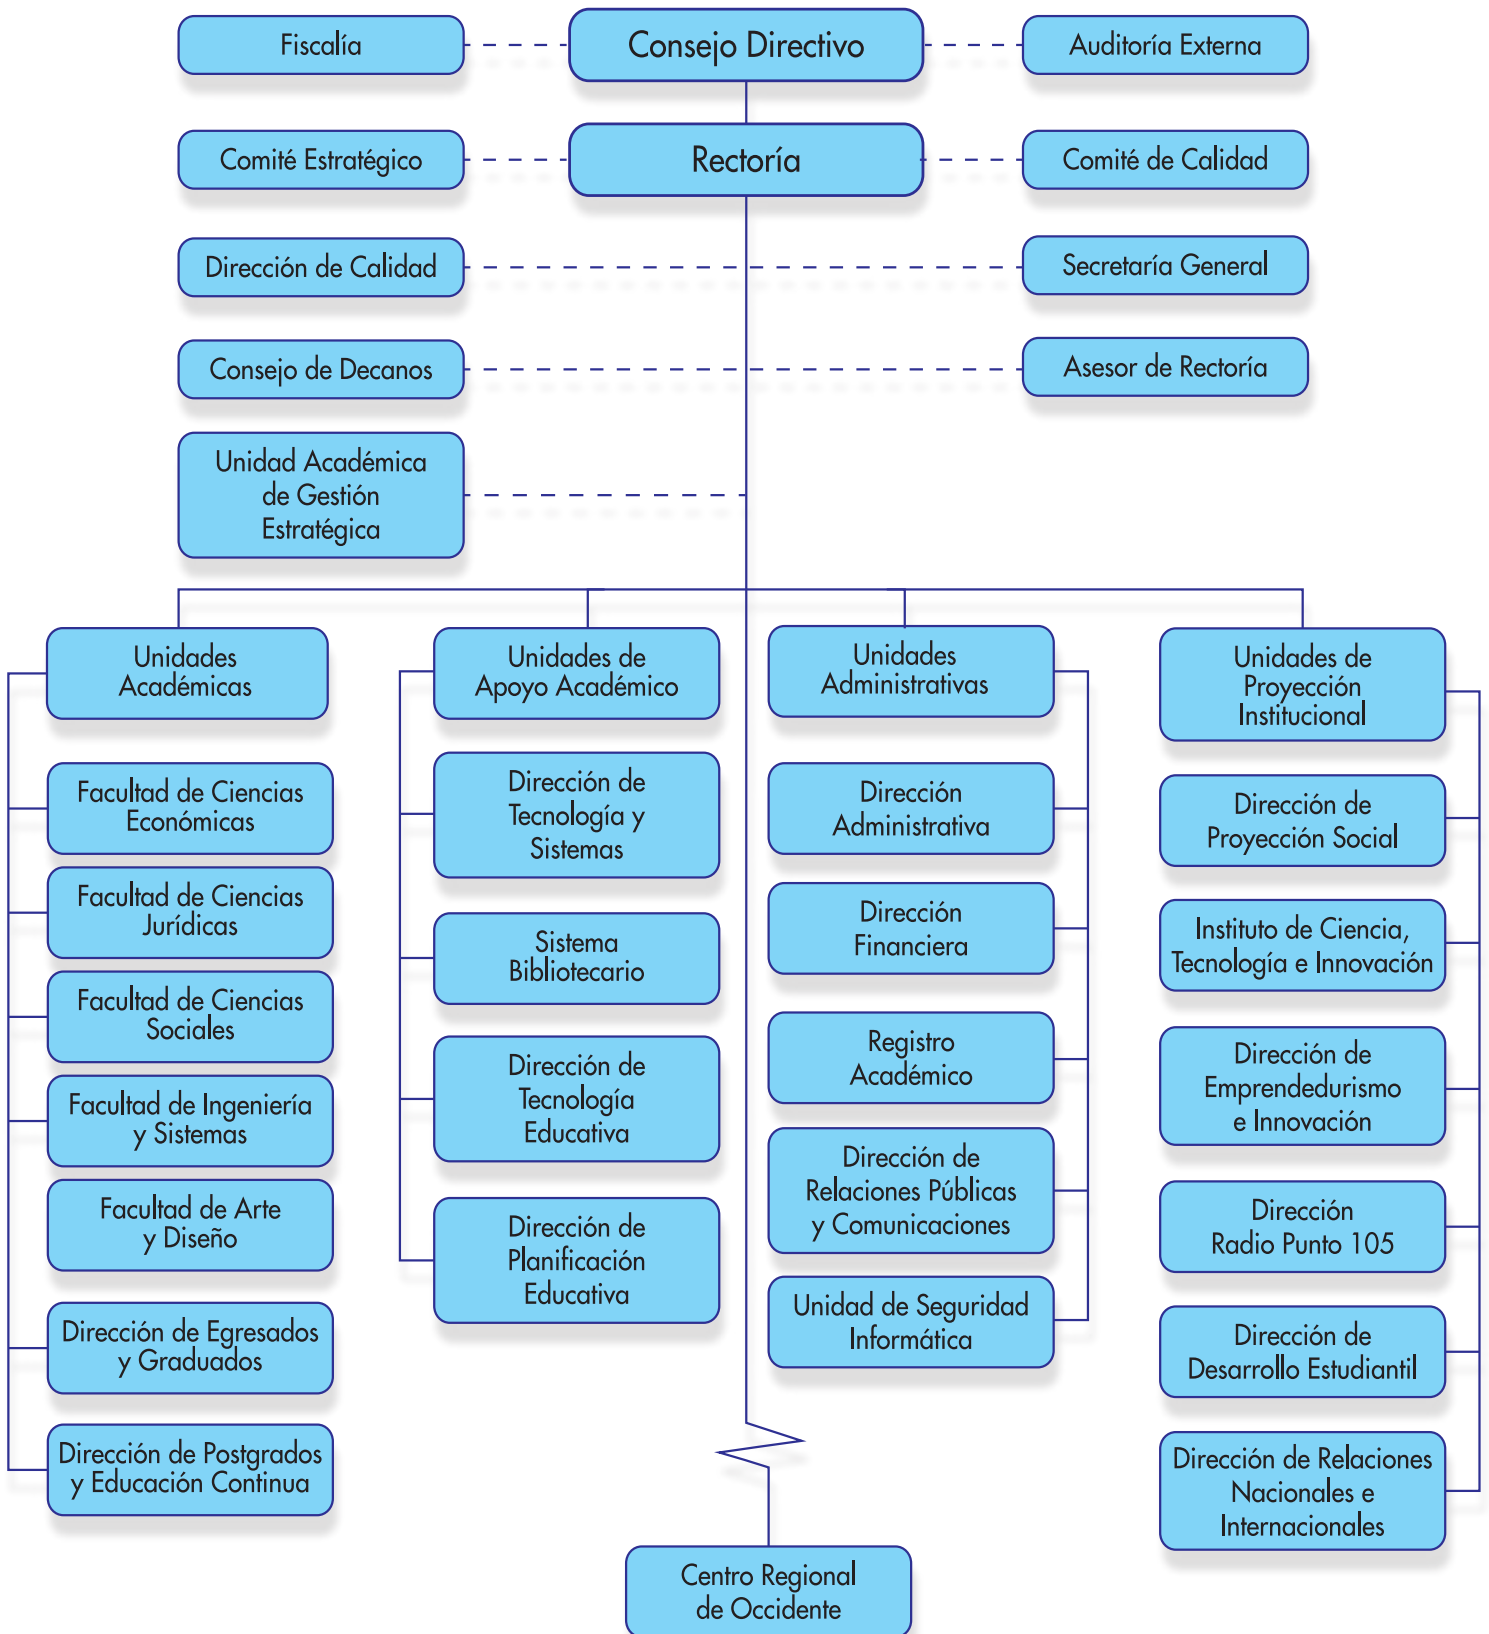 Fiscalía
Consejo Directivo
Auditoría Externa
Comité Estratégico
Rectoría
Comité de Calidad
Dirección de Calidad
Secretaría General
Consejo de Decanos
Asesor de Rectoría
Unidad Académica
de Gestión
Estratégica
Unidades
Académicas
Facultad de Ciencias
Económicas
Facultad de Ciencias
Jurídicas
Facultad de Ciencias
Sociales
Facultad de Ingeniería
y Sistemas
Facultad de Arte
y Diseño
Dirección de Egresados
y Graduados
Dirección de Postgrados
y Educación Continua
Unidades de
Apoyo Académico
Dirección de
Tecnología y
Sistemas
Sistema
Bibliotecario
Dirección de
Tecnología
Educativa
Dirección de
Planificación
Educativa
Unidades
Administrativas
Dirección
Administrativa
Dirección
Financiera
Registro
Académico
Dirección de
Relaciones Públicas
y Comunicaciones
Unidad de Seguridad
Informática
Unidades de
Proyección
Institucional
Dirección de
Proyección Social
Instituto de Ciencia,
Tecnología e Innovación
Dirección de
Emprendedurismo
e Innovación
Dirección
Radio Punto 105
Dirección de
Desarrollo Estudiantil
Dirección de Relaciones
Nacionales e
Internacionales
Centro Regional
de Occidente